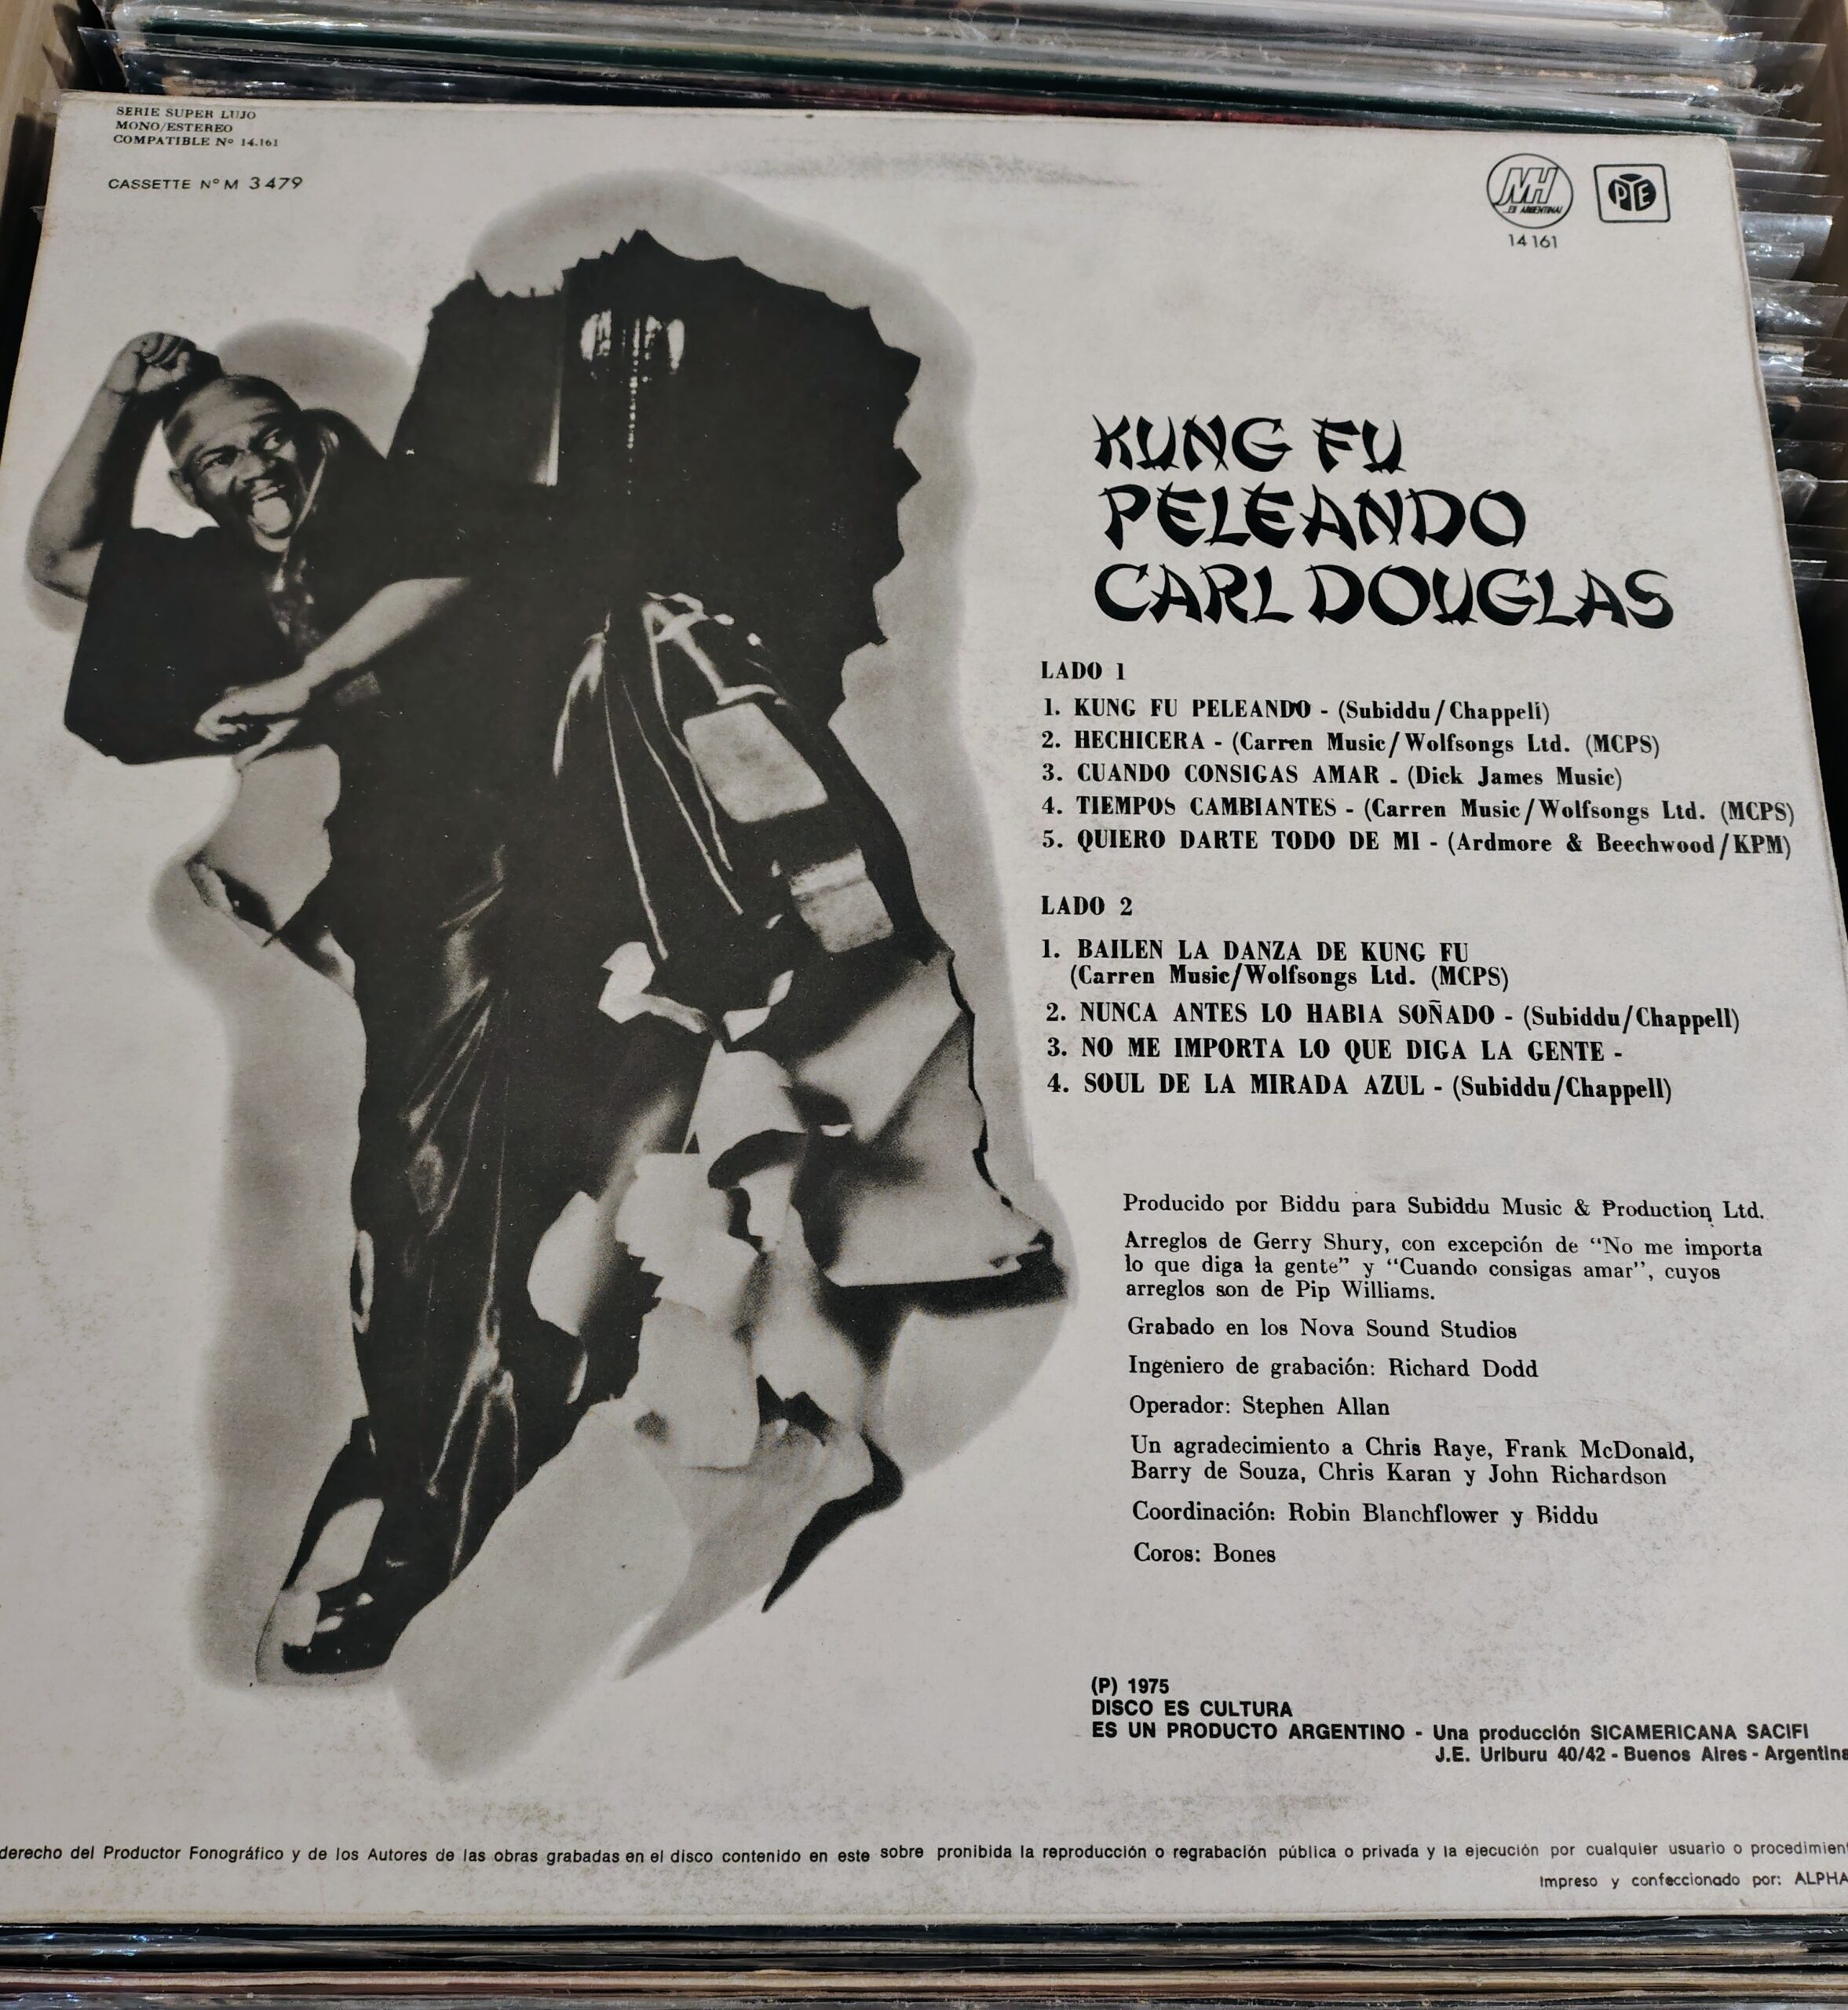 SERIE SUPER LUJO
MONO/ESTEREO
COMPATIBLE Nº 14.161
CASSETTE Nº M 3479
MH
...ES ARGENTINA!
14161
PYE
KUNG FU
PELEANDO
CARL DOUGLAS
LADO 1
1. KUNG FU PELEANDO - (Subiddu/Chappell)
2. HECHICERA - (Carren Music/Wolfsongs Ltd. (MCPS)
3. CUANDO CONSIGAS AMAR - (Dick James Music)
4. TIEMPOS CAMBIANTES - (Carren Music/Wolfsongs Ltd. (MCPS)
5. QUIERO DARTE TODO DE MI - (Ardmore & Beechwood/KPM)
LADO 2
1. BAILEN LA DANZA DE KUNG FU
(Carren Music/Wolfsongs Ltd. (MCPS)
2. NUNCA ANTES LO HABIA SOÑADO - (Subiddu/Chappell)
3. NO ME IMPORTA LO QUE DIGA LA GENTE -
4. SOUL DE LA MIRADA AZUL - (Subiddu/Chappell)
Producido por Biddu para Subiddu Music & Production Ltd.
Arreglos de Gerry Shury, con excepción de “No me importa
lo que diga la gente” y “Cuando consigas amar”, cuyos
arreglos son de Pip Williams.
Grabado en los Nova Sound Studios
Ingeniero de grabación: Richard Dodd
Operador: Stephen Allan
Un agradecimiento a Chris Raye, Frank McDonald,
Barry de Souza, Chris Karan y John Richardson
Coordinación: Robin Blanchflower y Biddu
Coros: Bones
(P) 1975
DISCO ES CULTURA
ES UN PRODUCTO ARGENTINO - Una producción SICAMERICANA SACIFI
J.E. Uriburu 40/42 - Buenos Aires - Argentina
derecho del Productor Fonográfico y de los Autores de las obras grabadas en el disco contenido en este sobre prohibida la reproducción o regrabación pública o privada y la ejecución por cualquier usuario o procedimient
Impreso y confeccionado por: ALPHA